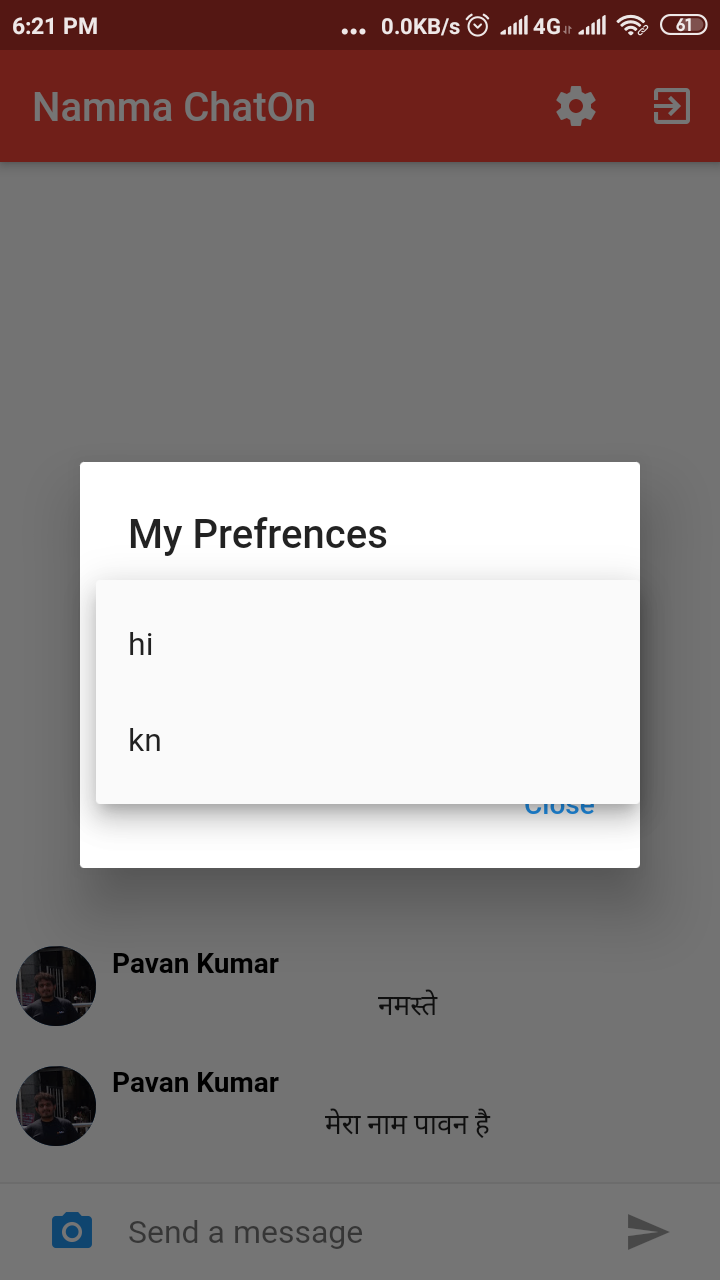 6:21 PM ... 0.0KB/s 4G 61
Namma ChatOn
My Prefrences
hi
kn
Close
Pavan Kumar
नमस्ते
Pavan Kumar
मेरा नाम पावन है
Send a message